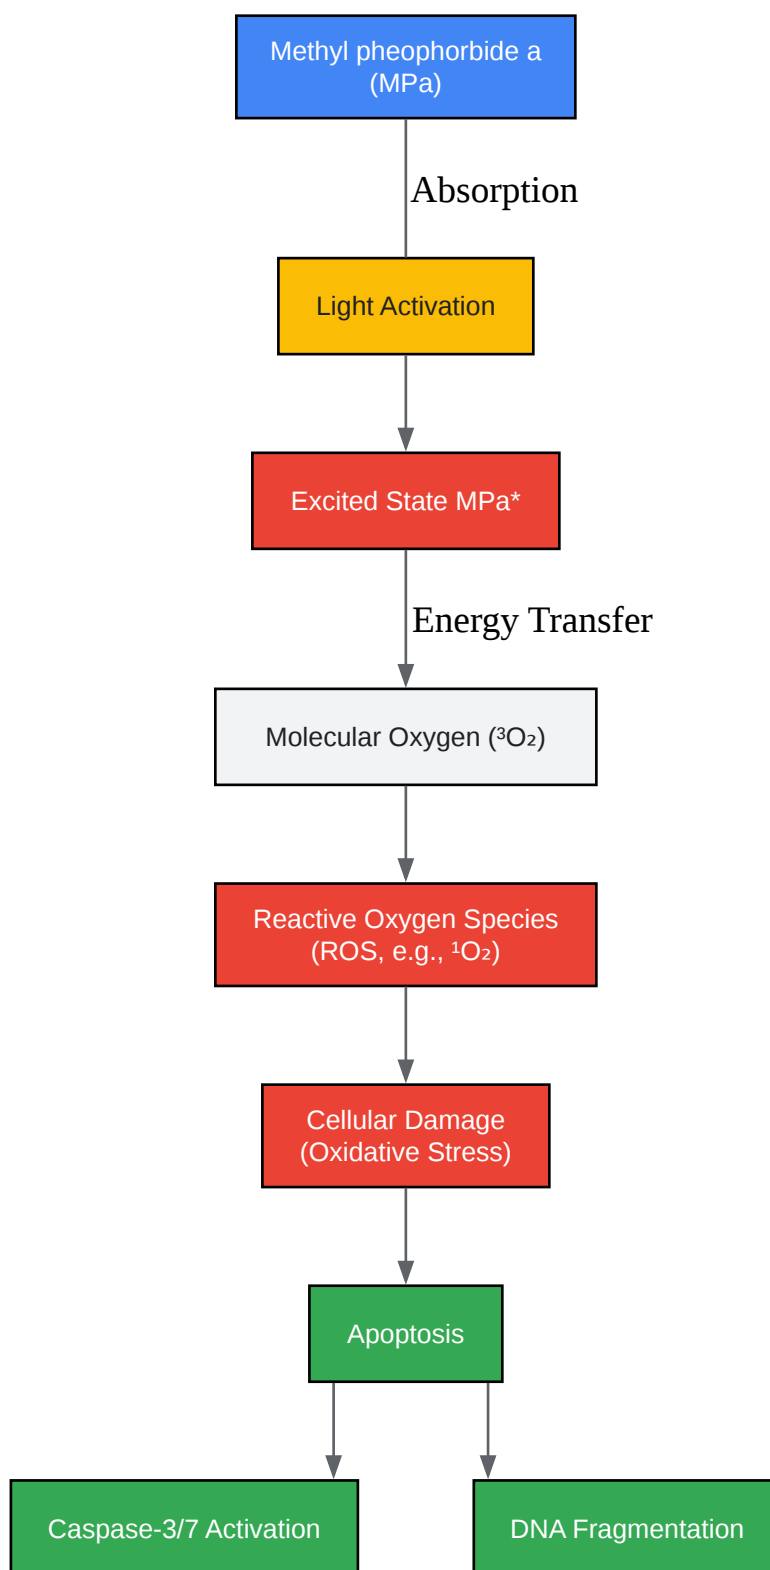 Methyl pheophorbide a
(MPa)
Absorption
Light Activation
Excited State MPa*
Energy Transfer
Molecular Oxygen (³O₂)
Reactive Oxygen Species
(ROS, e.g., ¹O₂)
Cellular Damage
(Oxidative Stress)
Apoptosis
Caspase-3/7 Activation
DNA Fragmentation